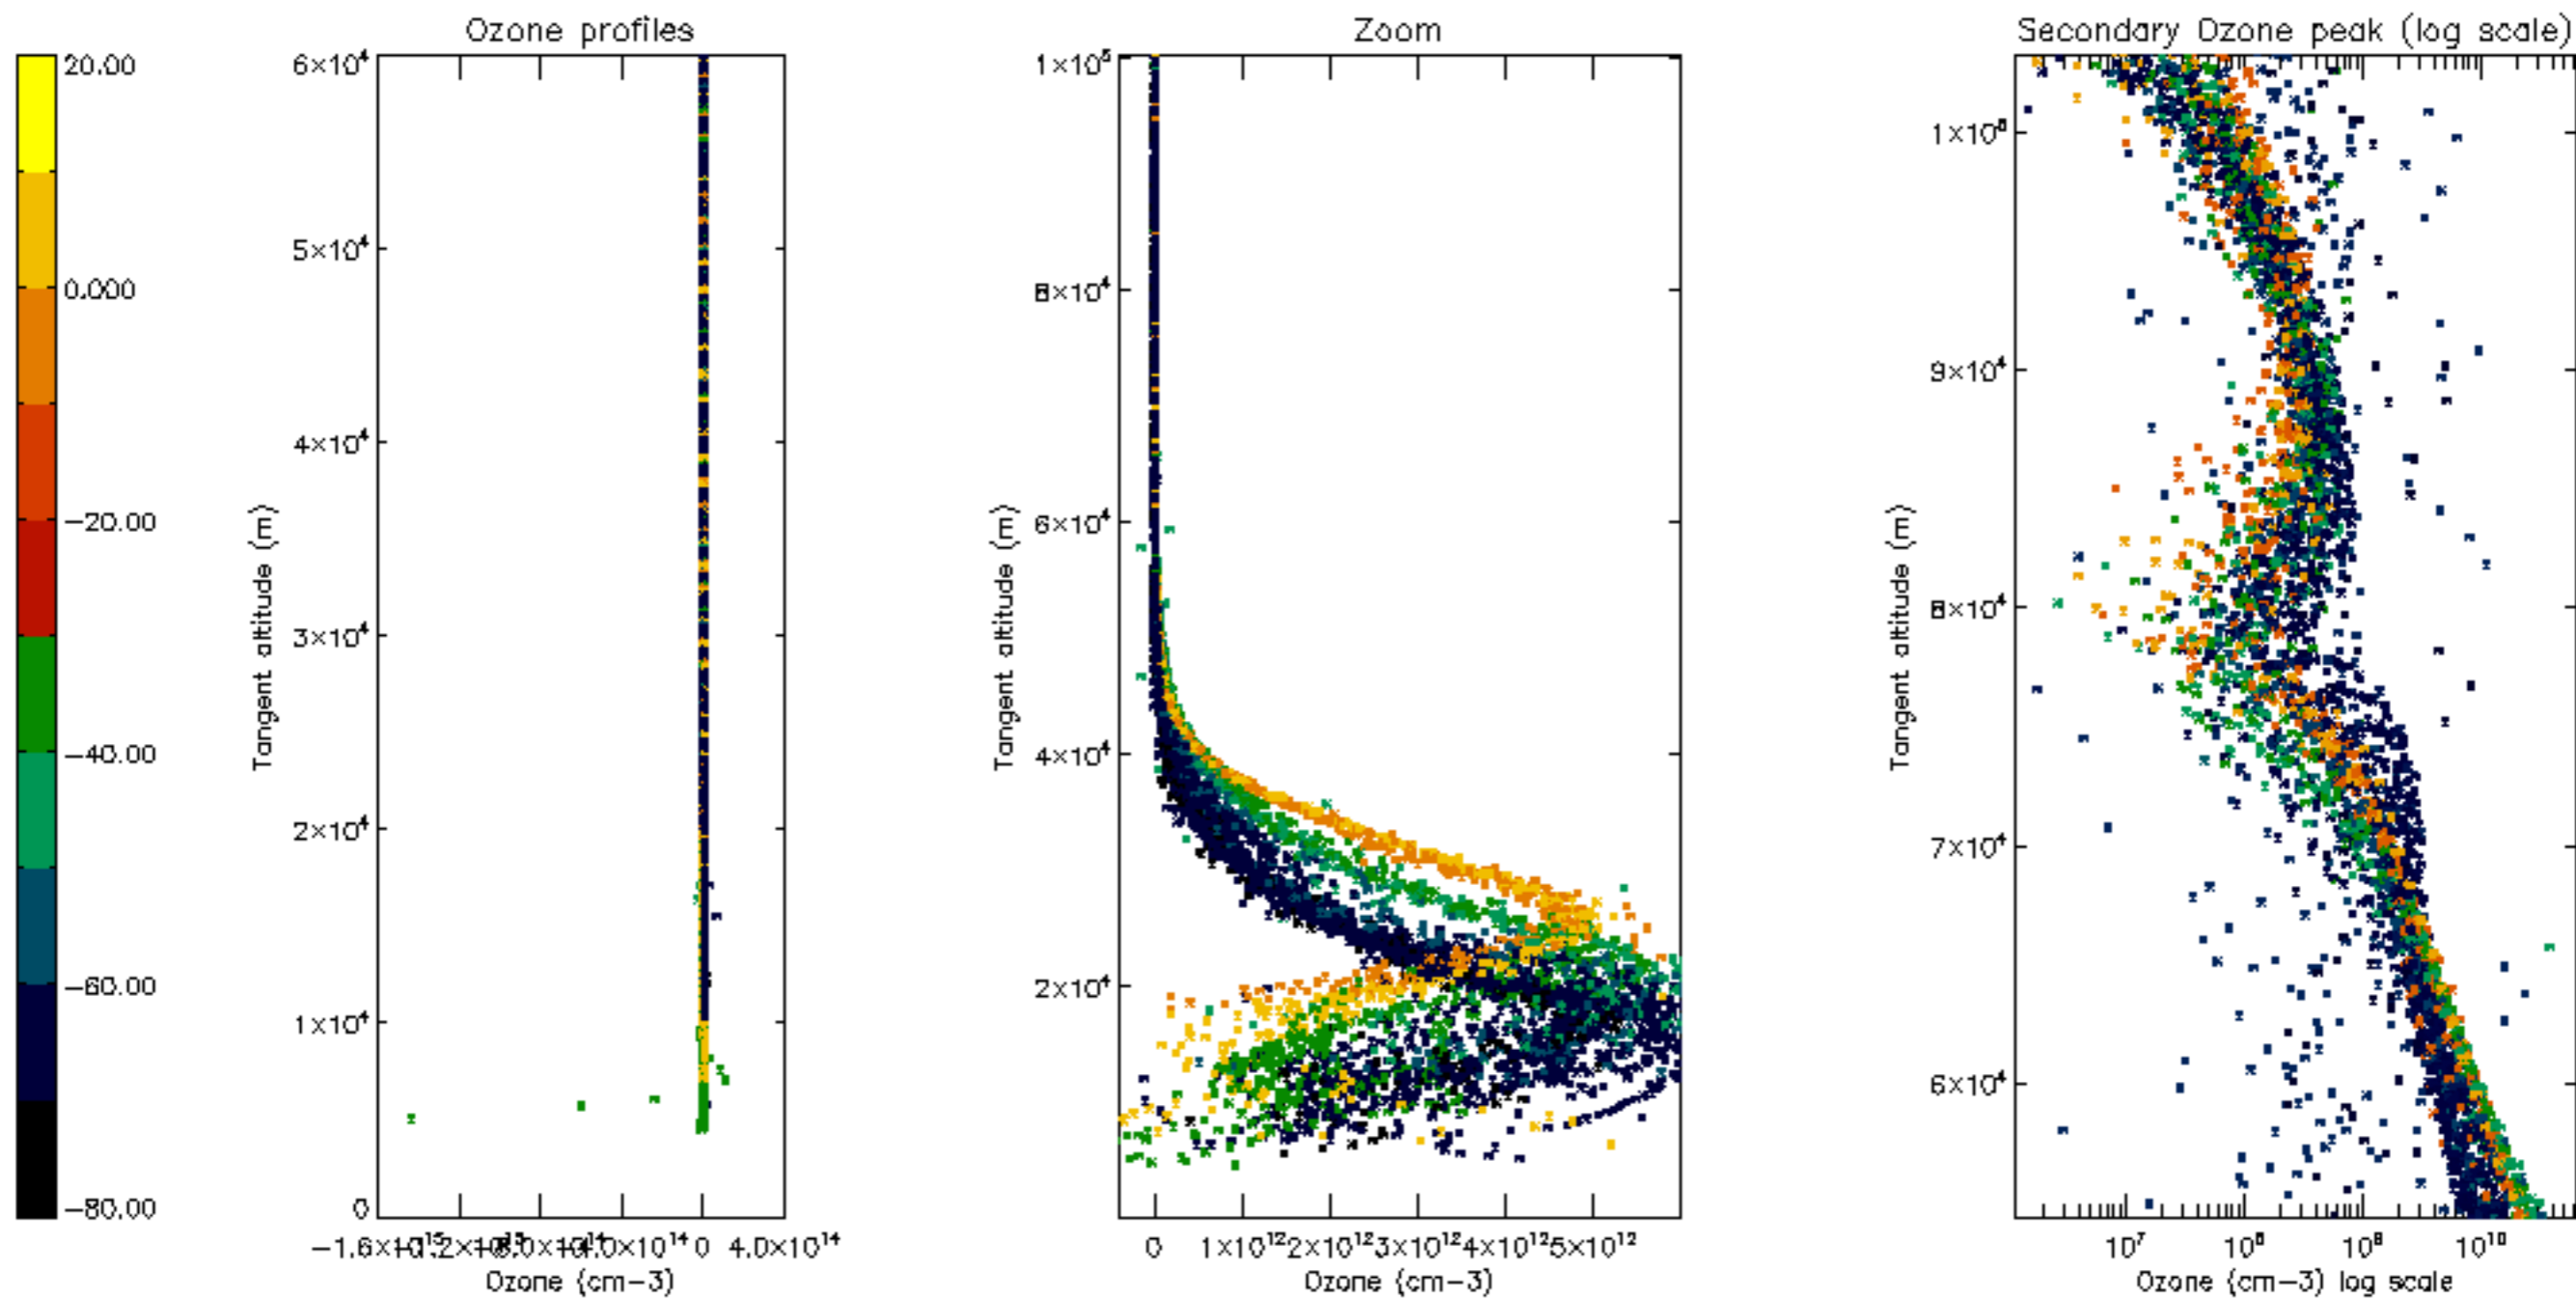 Ozone profiles
Zoom
Secondary Ozone peak (log scale)
20.00
0.000
−20.00
−40.00
−60.00
−80.00
Tangent altitude (m)
6×10⁴
5×10⁴
4×10⁴
3×10⁴
2×10⁴
1×10⁴
0
0 4.0×10¹⁴
Ozone (cm−3)
Tangent altitude (m)
1×10⁵
8×10⁴
6×10⁴
4×10⁴
2×10⁴
0 1×10¹² 2×10¹² 3×10¹² 4×10¹² 5×10¹²
Ozone (cm−3)
Tangent altitude (m)
9×10⁴
8×10⁴
7×10⁴
6×10⁴
10⁷ 10⁸ 10⁹ 10¹⁰
Ozone (cm−3) log scale